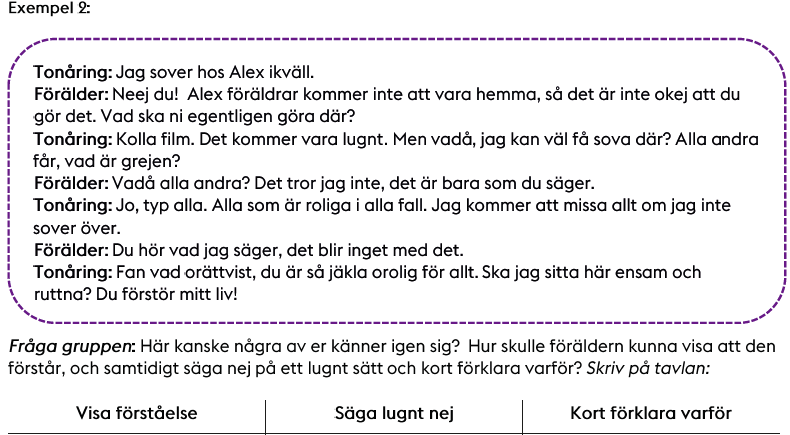 Exempel 2:
Tonåring: Jag sover hos Alex ikväll.
Förälder: Neej du!  Alex föräldrar kommer inte att vara hemma, så det är inte okej att du
gör det. Vad ska ni egentligen göra där?
Tonåring: Kolla film. Det kommer vara lugnt. Men vadå, jag kan väl få sova där? Alla andra
får, vad är grejen?
Förälder: Vadå alla andra? Det tror jag inte, det är bara som du säger.
Tonåring: Jo, typ alla. Alla som är roliga i alla fall. Jag kommer att missa allt om jag inte
sover över.
Förälder: Du hör vad jag säger, det blir inget med det.
Tonåring: Fan vad orättvist, du är så jäkla orolig för allt. Ska jag sitta här ensam och
ruttna? Du förstör mitt liv!
Fråga gruppen: Här kanske några av er känner igen sig?  Hur skulle föräldern kunna visa att den
förstår, och samtidigt säga nej på ett lugnt sätt och kort förklara varför? Skriv på tavlan:
Visa förståelse Säga lugnt nej Kort förklara varför